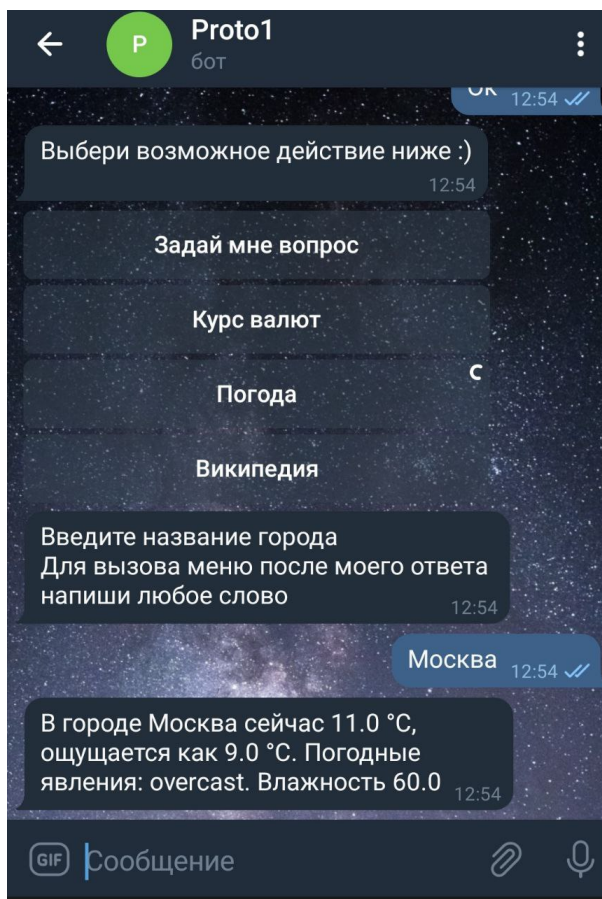 P
Proto1
бот
ок 12:54
Выбери возможное действие ниже :)
12:54
Задай мне вопрос
Курс валют
Погода
Википедия
Введите название города
Для вызова меню после моего ответа
напиши любое слово
12:54
Москва 12:54
В городе Москва сейчас 11.0 °C,
ощущается как 9.0 °C. Погодные
явления: overcast. Влажность 60.0 12:54
GIF Сообщение